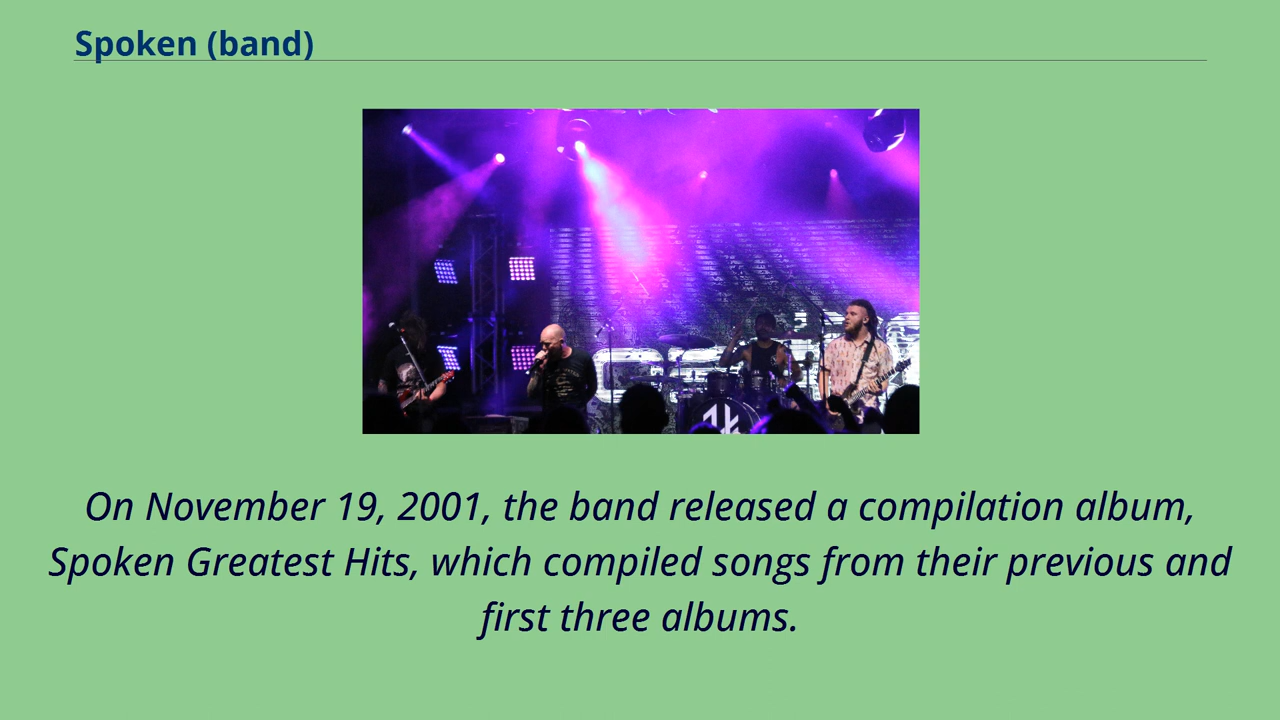 Spoken (band)
On November 19, 2001, the band released a compilation album,
Spoken Greatest Hits, which compiled songs from their previous and
first three albums.